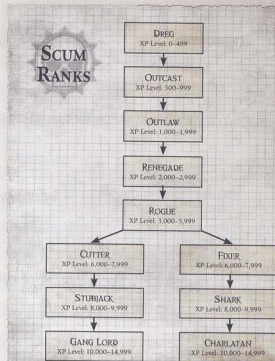 SCUM
RANKS
DREG
XP Level: 0–499
OUTCAST
XP Level: 500–999
OUTLAW
XP Level: 1,000–1,999
RENEGADE
XP Level: 2,000–2,999
ROGUE
XP Level: 3,000–5,999
CUTTER
XP Level: 6,000–7,999
STUBJACK
XP Level: 8,000–9,999
GANG LORD
XP Level: 10,000–14,999
FIXER
XP Level: 6,000–7,999
SHARK
XP Level: 8,000–9,999
CHARLATAN
XP Level: 10,000–14,999